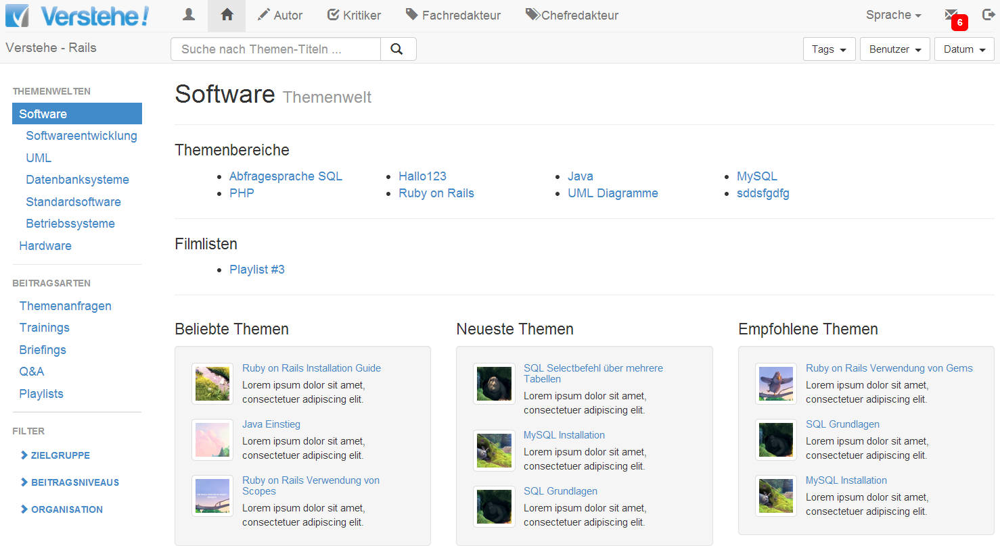 Verstehe!
Autor
Kritiker
Fachredakteur
Chefredakteur
Sprache
6
Verstehe - Rails
Suche nach Themen-Titeln ...
Tags
Benutzer
Datum
THEMENWELTEN
Software
Softwareentwicklung
UML
Datenbanksysteme
Standardsoftware
Betriebssysteme
Hardware
BEITRAGSARTEN
Themenanfragen
Trainings
Briefings
Q&A
Playlists
FILTER
ZIELGRUPPE
BEITRAGSNIVEAUS
ORGANISATION
Software Themenwelt
Themenbereiche
Abfragesprache SQL
Hallo123
Java
MySQL
PHP
Ruby on Rails
UML Diagramme
sddsfgdfg
Filmlisten
Playlist #3
Beliebte Themen
Ruby on Rails Installation Guide
Lorem ipsum dolor sit amet,
consectetuer adipiscing elit.
Java Einstieg
Lorem ipsum dolor sit amet,
consectetuer adipiscing elit.
Ruby on Rails Verwendung von
Scopes
Lorem ipsum dolor sit amet,
consectetuer adipiscing elit.
Neueste Themen
SQL Selectbefehl über mehrere
Tabellen
Lorem ipsum dolor sit amet,
consectetuer adipiscing elit.
MySQL Installation
Lorem ipsum dolor sit amet,
consectetuer adipiscing elit.
SQL Grundlagen
Lorem ipsum dolor sit amet,
consectetuer adipiscing elit.
Empfohlene Themen
Ruby on Rails Verwendung von Gems
Lorem ipsum dolor sit amet,
consectetuer adipiscing elit.
SQL Grundlagen
Lorem ipsum dolor sit amet,
consectetuer adipiscing elit.
MySQL Installation
Lorem ipsum dolor sit amet,
consectetuer adipiscing elit.